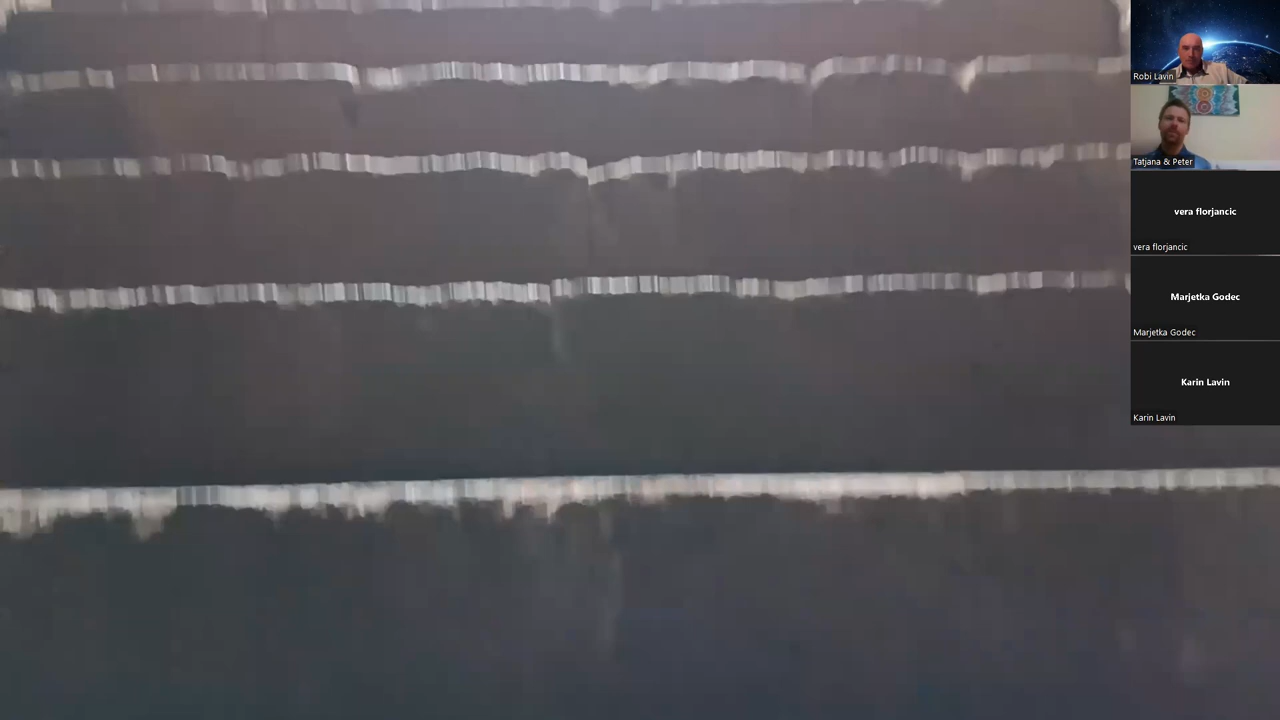 Robi Lavin
Tatjana & Peter
vera florjancic
vera florjancic
Marjetka Godec
Marjetka Godec
Karin Lavin
Karin Lavin